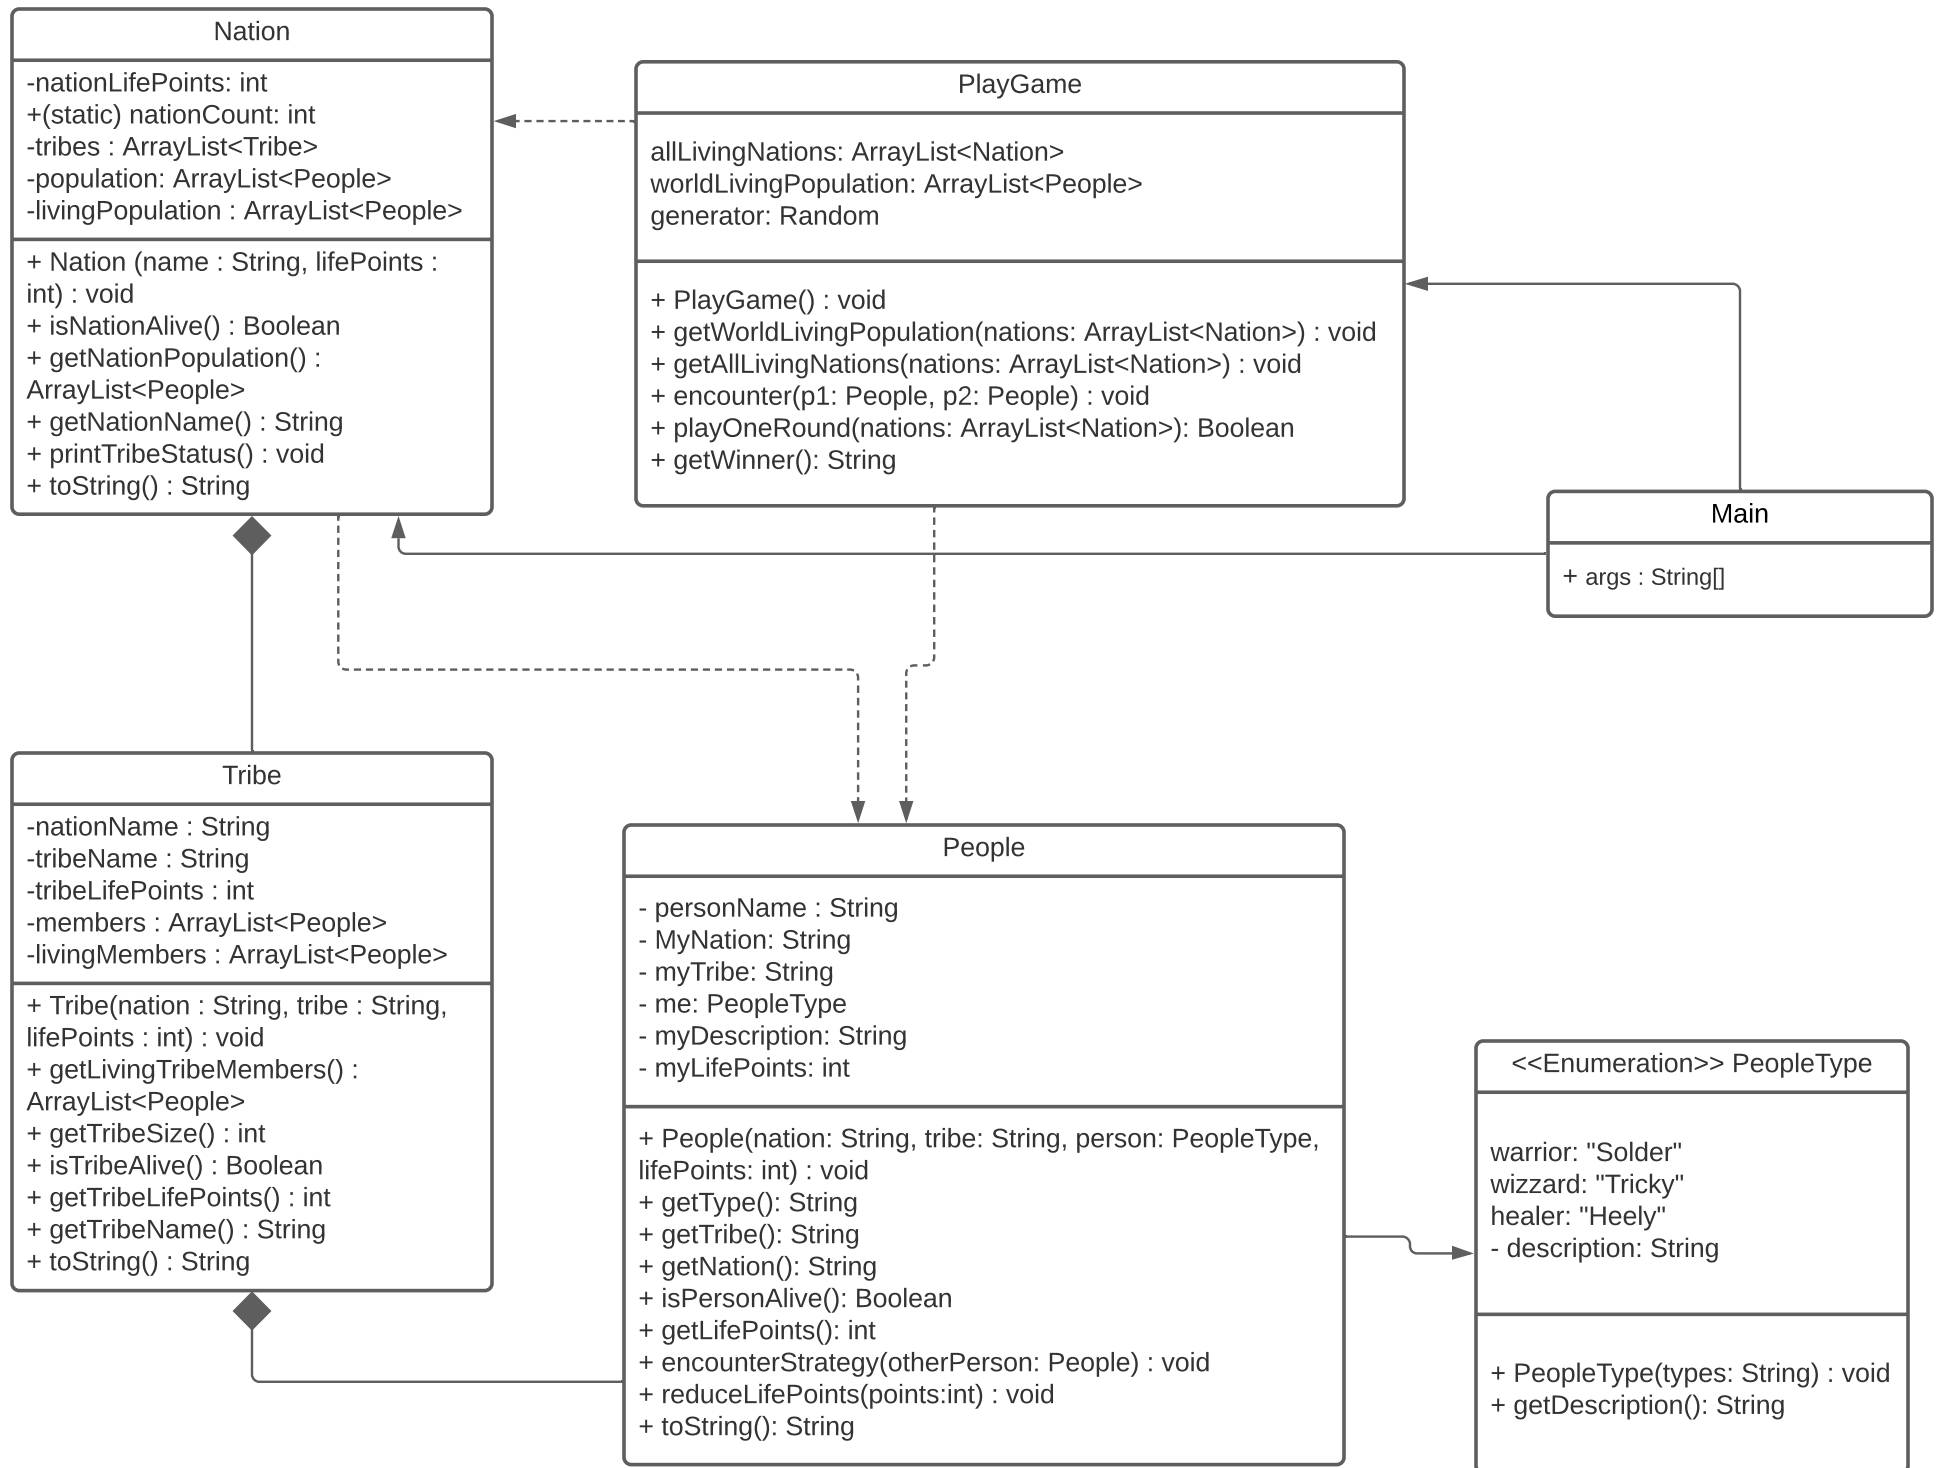 Nation
-nationLifePoints: int
+(static) nationCount: int
-tribes : ArrayList<Tribe>
-population: ArrayList<People>
-livingPopulation : ArrayList<People>
+ Nation (name : String, lifePoints :
int) : void
+ isNationAlive() : Boolean
+ getNationPopulation() :
ArrayList<People>
+ getNationName() : String
+ printTribeStatus() : void
+ toString() : String
PlayGame
allLivingNations: ArrayList<Nation>
worldLivingPopulation: ArrayList<People>
generator: Random
+ PlayGame() : void
+ getWorldLivingPopulation(nations: ArrayList<Nation>) : void
+ getAllLivingNations(nations: ArrayList<Nation>) : void
+ encounter(p1: People, p2: People) : void
+ playOneRound(nations: ArrayList<Nation>): Boolean
+ getWinner(): String
Main
+ args : String[]
Tribe
-nationName : String
-tribeName : String
-tribeLifePoints : int
-members : ArrayList<People>
-livingMembers : ArrayList<People>
+ Tribe(nation : String, tribe : String,
lifePoints : int) : void
+ getLivingTribeMembers() :
ArrayList<People>
+ getTribeSize() : int
+ isTribeAlive() : Boolean
+ getTribeLifePoints() : int
+ getTribeName() : String
+ toString() : String
People
- personName : String
- MyNation: String
- myTribe: String
- me: PeopleType
- myDescription: String
- myLifePoints: int
+ People(nation: String, tribe: String, person: PeopleType,
lifePoints: int) : void
+ getType(): String
+ getTribe(): String
+ getNation(): String
+ isPersonAlive(): Boolean
+ getLifePoints(): int
+ encounterStrategy(otherPerson: People) : void
+ reduceLifePoints(points:int) : void
+ toString(): String
<<Enumeration>> PeopleType
warrior: "Solder"
wizzard: "Tricky"
healer: "Heely"
- description: String
+ PeopleType(types: String) : void
+ getDescription(): String